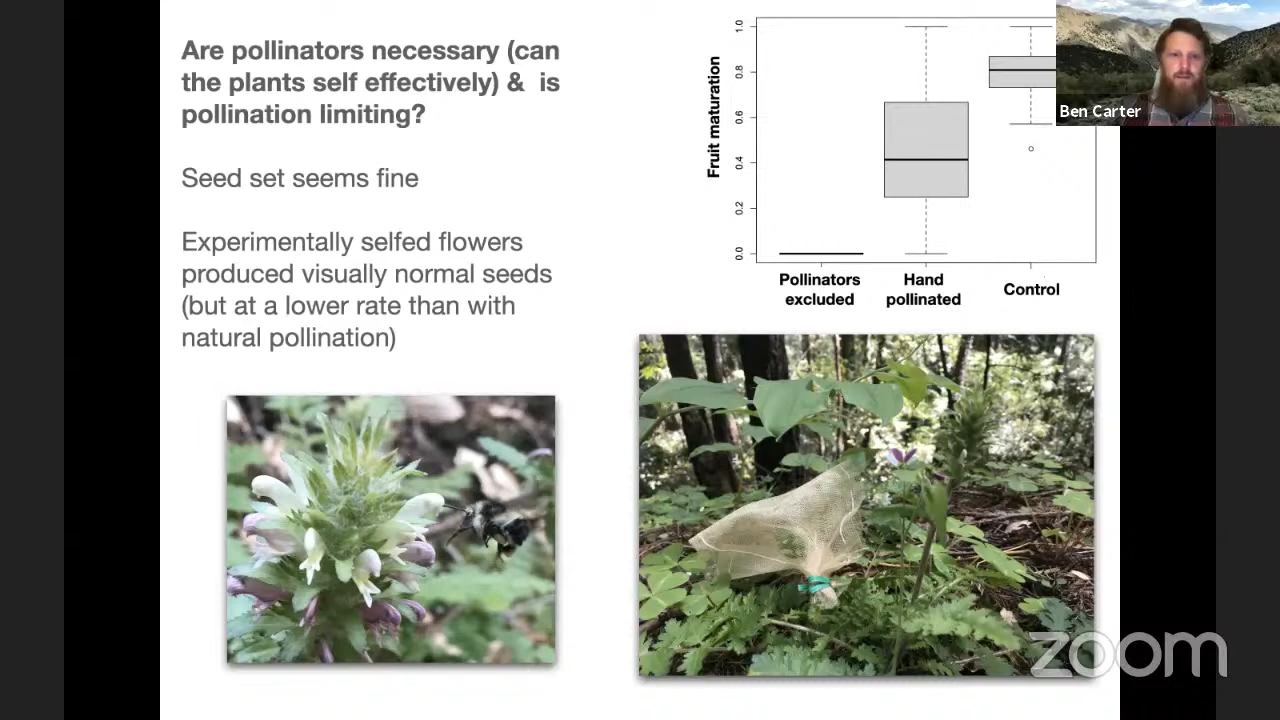 Are pollinators necessary (can
the plants self effectively) & is
pollination limiting?
Seed set seems fine
Experimentally selfed flowers
produced visually normal seeds
(but at a lower rate than with
natural pollination)
Fruit maturation
1.0
0.8
0.6
0.4
0.2
0.0
Pollinators
excluded
Hand
pollinated
Control
Ben Carter
zoom